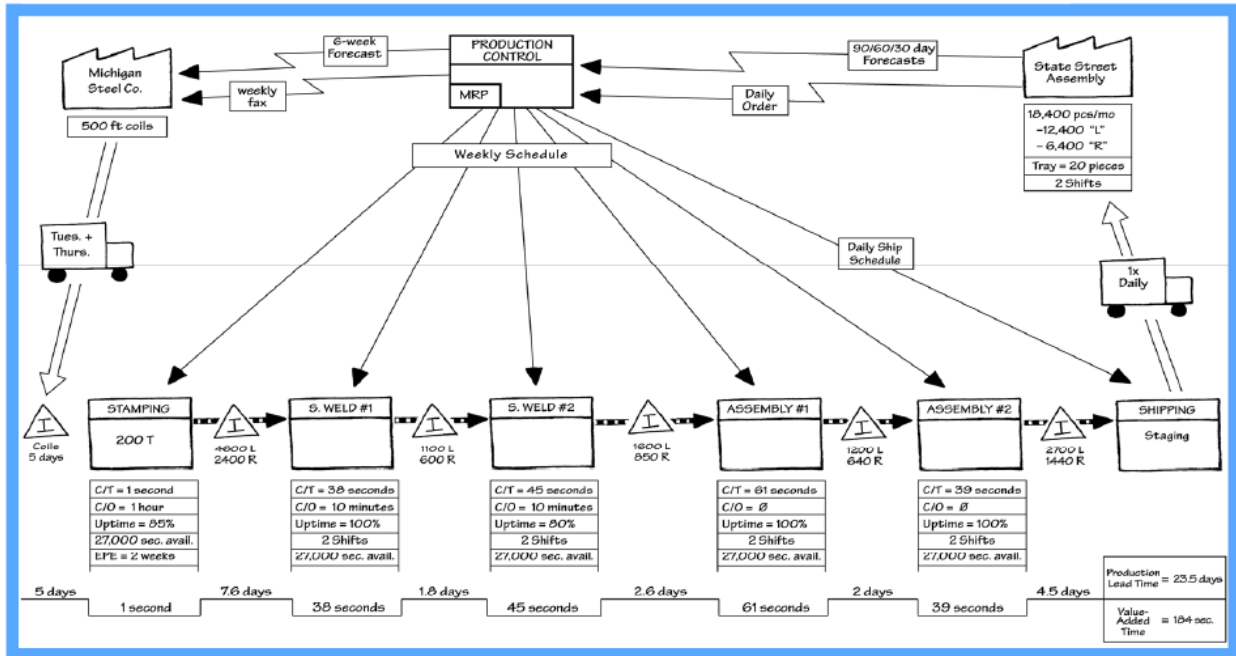 6-week
Forecast
PRODUCTION
CONTROL
90/60/30 day
Forecasts
Michigan
Steel Co.
State Street
Assembly
weekly
fax
MRP
Daily
Order
500 ft coils
18,400 pcs/mo
-12,400 "L"
- 6,400 "R"
Tray = 20 pieces
2 Shifts
Weekly Schedule
Tues. +
Thurs.
Daily Ship
Schedule
1x
Daily
STAMPING
S. WELD #1
S. WELD #2
ASSEMBLY #1
ASSEMBLY #2
SHIPPING
I
200 T
I
I
I
I
I
Staging
Coils
5 days
4600 L
2400 R
1100 L
600 R
1600 L
850 R
1200 L
640 R
2700 L
1440 R
C/T = 1 second
C/O = 1 hour
Uptime = 85%
27,000 sec. avail.
EPE = 2 weeks
C/T = 38 seconds
C/O = 10 minutes
Uptime = 100%
2 Shifts
27,000 sec. avail.
C/T = 45 seconds
C/O = 10 minutes
Uptime = 80%
2 Shifts
27,000 sec. avail.
C/T = 61 seconds
C/O = Ø
Uptime = 100%
2 Shifts
27,000 sec. avail.
C/T = 39 seconds
C/O = Ø
Uptime = 100%
2 Shifts
27,000 sec. avail.
5 days
7.6 days
1.8 days
2.6 days
2 days
4.5 days
1 second
38 seconds
45 seconds
61 seconds
39 seconds
Production
Lead Time = 23.5 days
Value-
Added = 184 sec.
Time